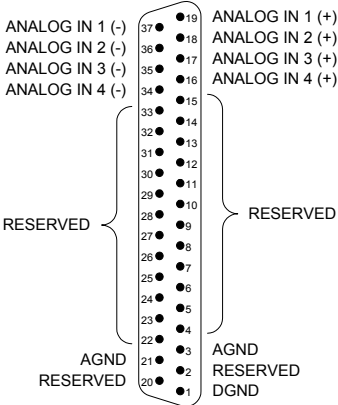 ANALOG IN 1 (-) 37 19 ANALOG IN 1 (+)
ANALOG IN 2 (-) 36 18 ANALOG IN 2 (+)
ANALOG IN 3 (-) 35 17 ANALOG IN 3 (+)
ANALOG IN 4 (-) 34 16 ANALOG IN 4 (+)
33 15
32 14
31 13
30 12
29 11
28 10
RESERVED 27 9 RESERVED
26 8
25 7
24 6
23 5
22 4
AGND 21 3 AGND
RESERVED 20 2 RESERVED
1 DGND